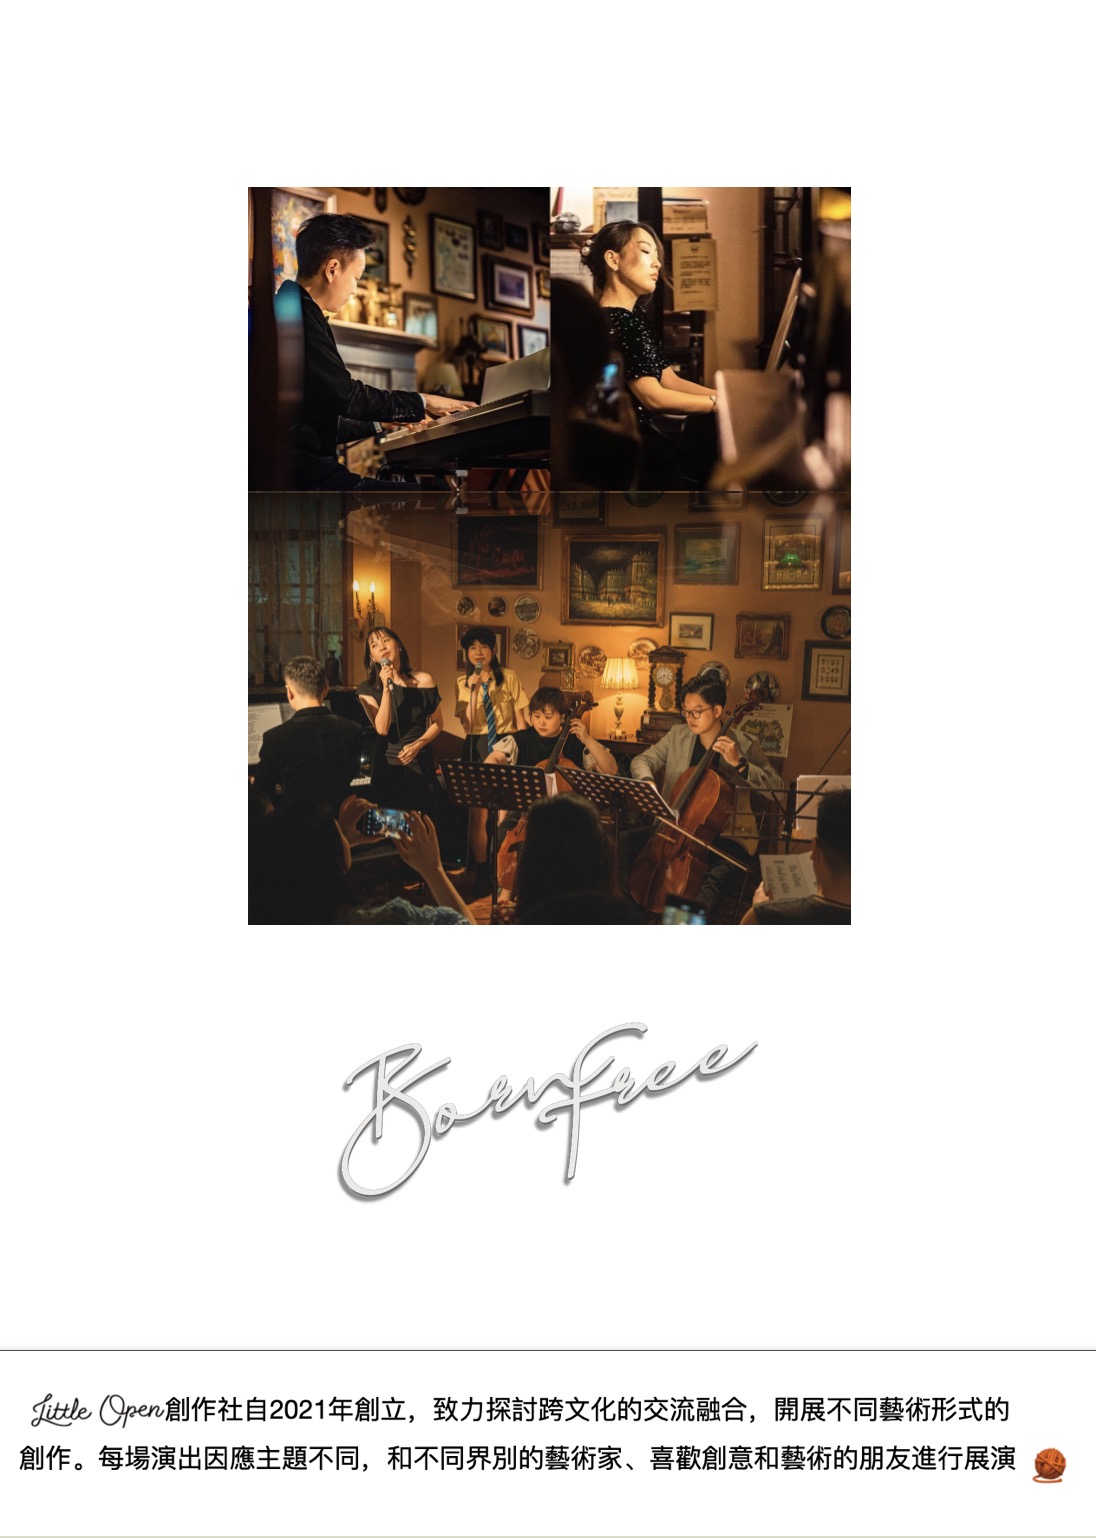 Born Free
Little Open創作社自2021年創立，致力探討跨文化的交流融合，開展不同藝術形式的
創作。每場演出因應主題不同，和不同界別的藝術家、喜歡創意和藝術的朋友進行展演